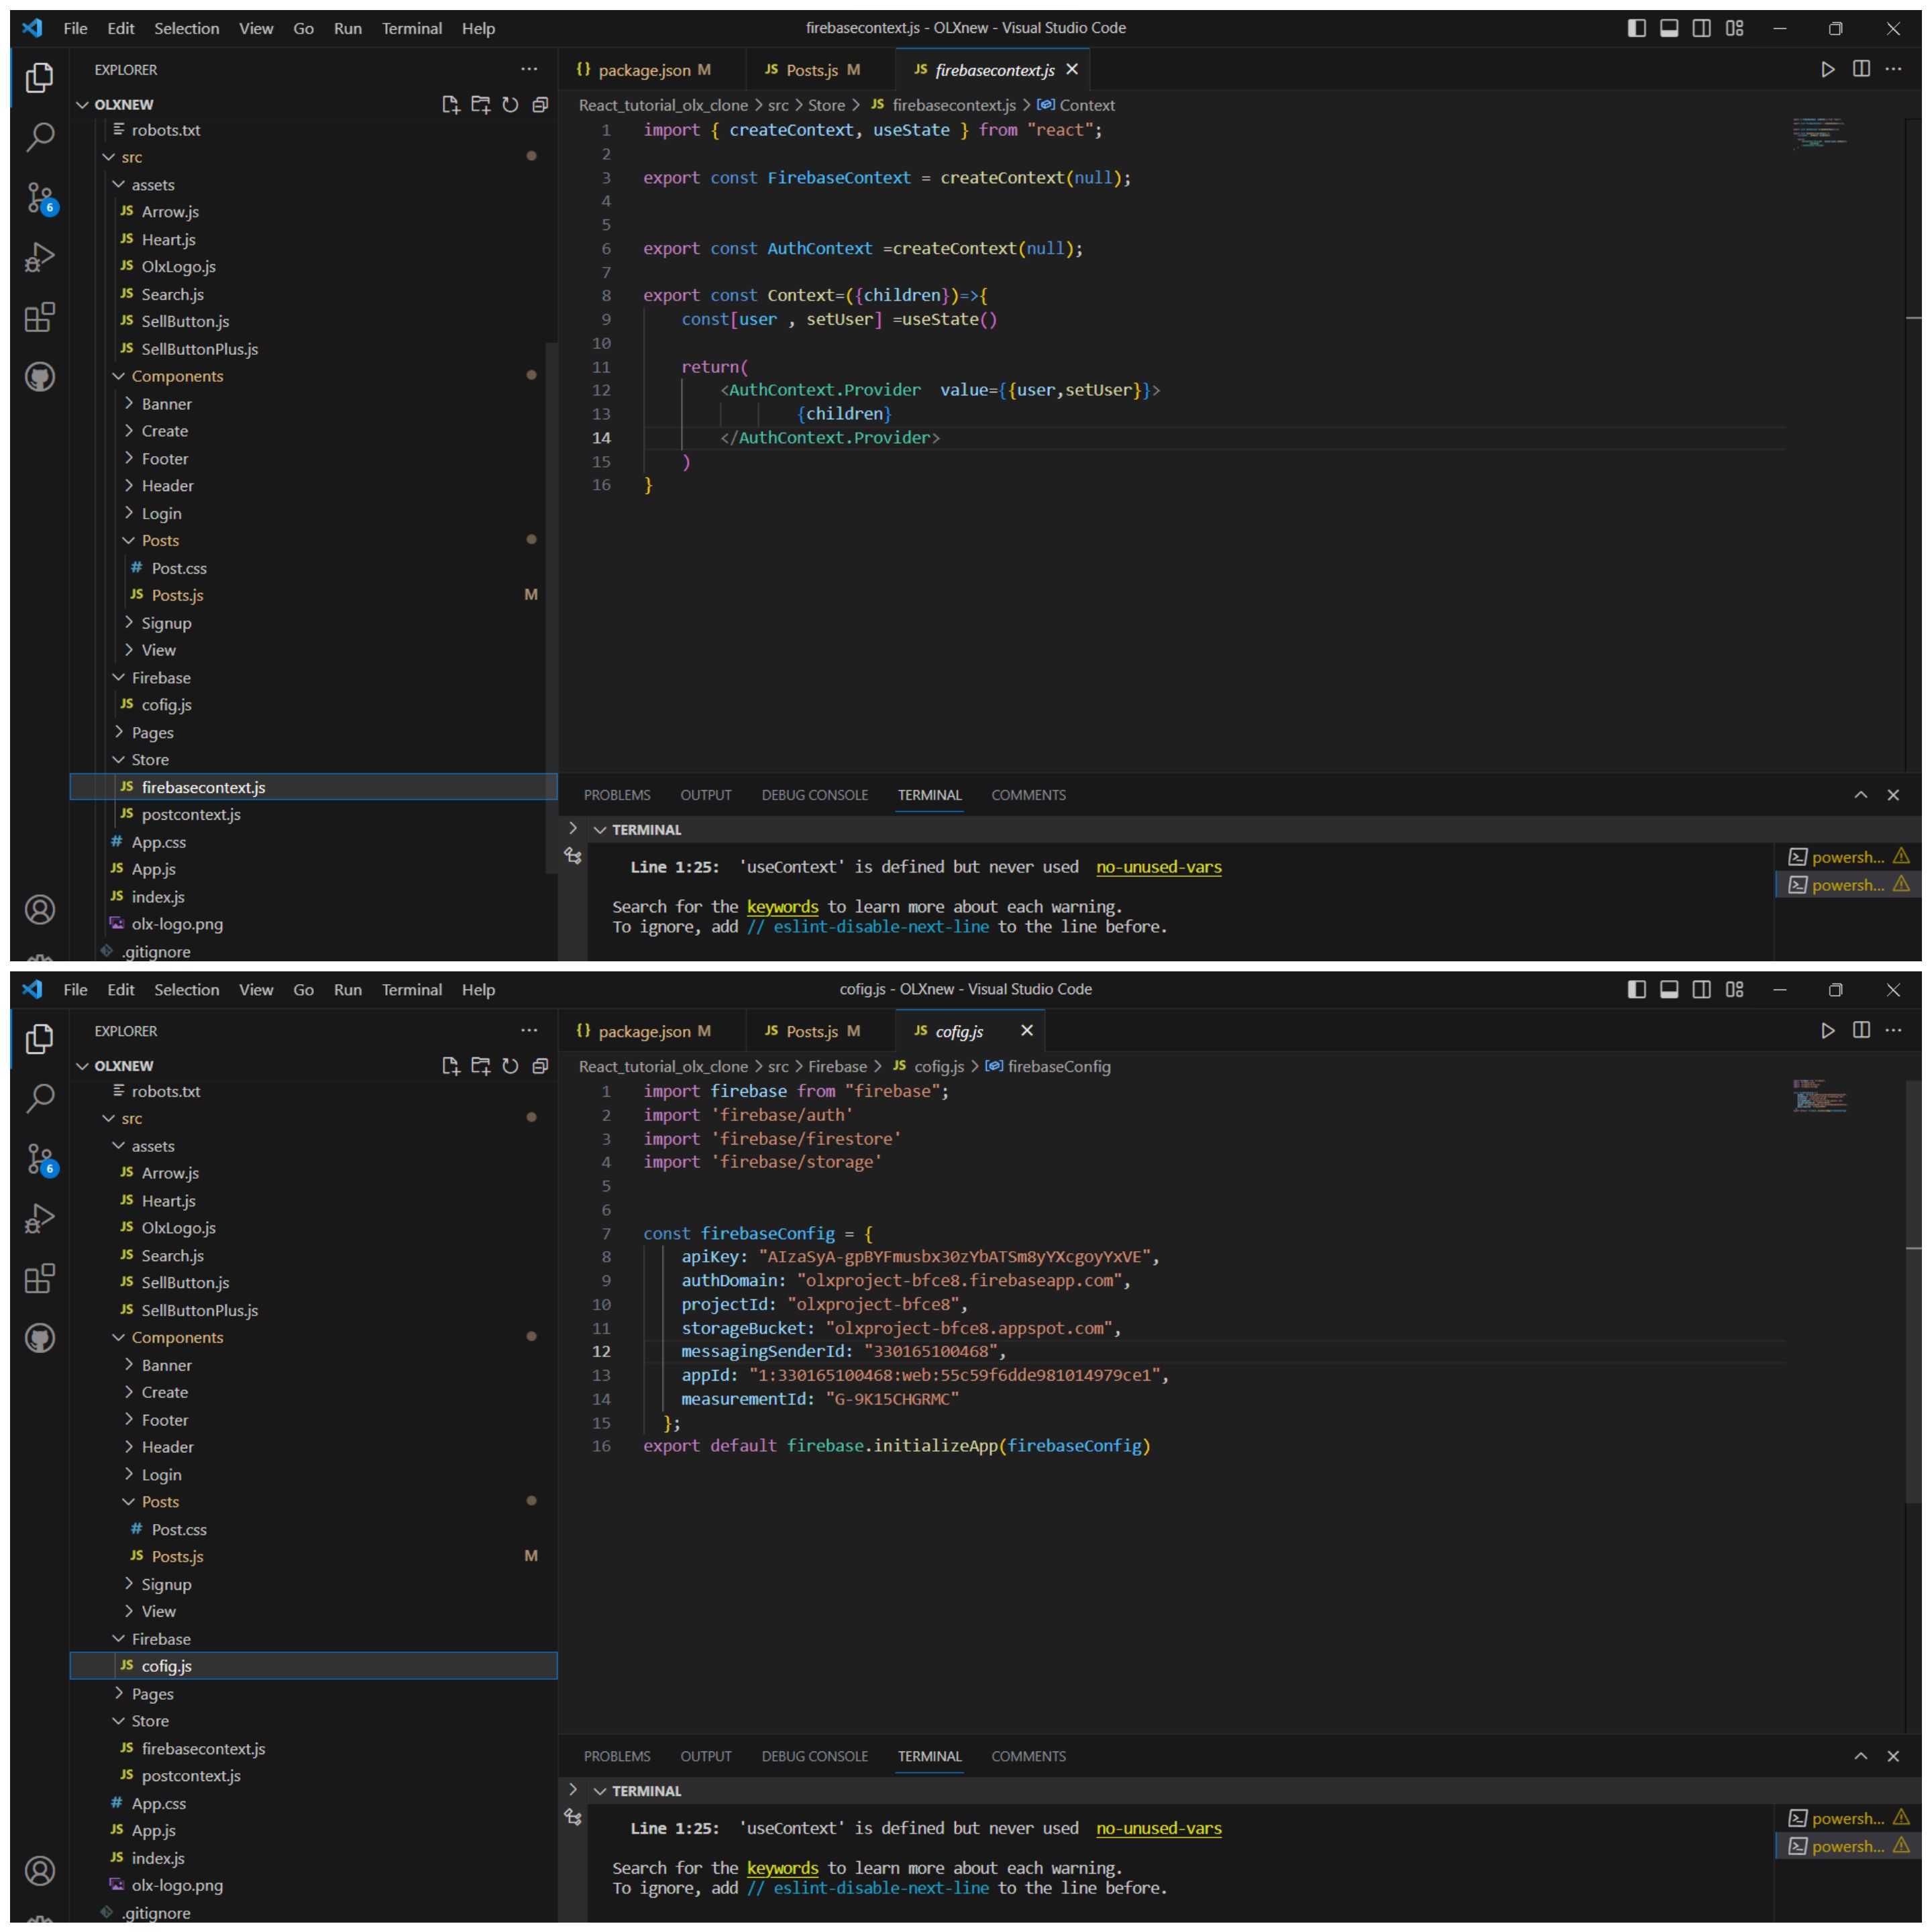 File Edit Selection View Go Run Terminal Help
firebasecontext.js - OLXnew - Visual Studio Code
EXPLORER
OLXNEW
robots.txt
src
assets
JS Arrow.js
JS Heart.js
JS OlxLogo.js
JS Search.js
JS SellButton.js
JS SellButtonPlus.js
Components
Banner
Create
Footer
Header
Login
Posts
# Post.css
JS Posts.js M
Signup
View
Firebase
JS cofig.js
Pages
Store
JS firebasecontext.js
JS postcontext.js
# App.css
JS App.js
JS index.js
olx-logo.png
.gitignore
6
{} package.json M JS Posts.js M JS firebasecontext.js
React_tutorial_olx_clone > src > Store > JS firebasecontext.js > Context
1 import { createContext, useState } from "react";
2
3 export const FirebaseContext = createContext(null);
4
5
6 export const AuthContext =createContext(null);
7
8 export const Context=({children})=>{
9 const[user , setUser] =useState()
10
11 return(
12 <AuthContext.Provider value={{user,setUser}}>
13 {children}
14 </AuthContext.Provider>
15 )
16 }
PROBLEMS OUTPUT DEBUG CONSOLE TERMINAL COMMENTS
TERMINAL
Line 1:25: 'useContext' is defined but never used no-unused-vars
Search for the keywords to learn more about each warning.
To ignore, add // eslint-disable-next-line to the line before.
powersh...
powersh...
File Edit Selection View Go Run Terminal Help
cofig.js - OLXnew - Visual Studio Code
EXPLORER
OLXNEW
robots.txt
src
assets
JS Arrow.js
JS Heart.js
JS OlxLogo.js
JS Search.js
JS SellButton.js
JS SellButtonPlus.js
Components
Banner
Create
Footer
Header
Login
Posts
# Post.css
JS Posts.js M
Signup
View
Firebase
JS cofig.js
Pages
Store
JS firebasecontext.js
JS postcontext.js
# App.css
JS App.js
JS index.js
olx-logo.png
.gitignore
6
{} package.json M JS Posts.js M JS cofig.js
React_tutorial_olx_clone > src > Firebase > JS cofig.js > firebaseConfig
1 import firebase from "firebase";
2 import 'firebase/auth'
3 import 'firebase/firestore'
4 import 'firebase/storage'
5
6
7 const firebaseConfig = {
8 apiKey: "AIzaSyA-gpBYFmusbx30zYbATSm8yYXcgoyYxVE",
9 authDomain: "olxproject-bfce8.firebaseapp.com",
10 projectId: "olxproject-bfce8",
11 storageBucket: "olxproject-bfce8.appspot.com",
12 messagingSenderId: "330165100468",
13 appId: "1:330165100468:web:55c59f6dde981014979ce1",
14 measurementId: "G-9K15CHGRMC"
15 };
16 export default firebase.initializeApp(firebaseConfig)
PROBLEMS OUTPUT DEBUG CONSOLE TERMINAL COMMENTS
TERMINAL
Line 1:25: 'useContext' is defined but never used no-unused-vars
Search for the keywords to learn more about each warning.
To ignore, add // eslint-disable-next-line to the line before.
powersh...
powersh...